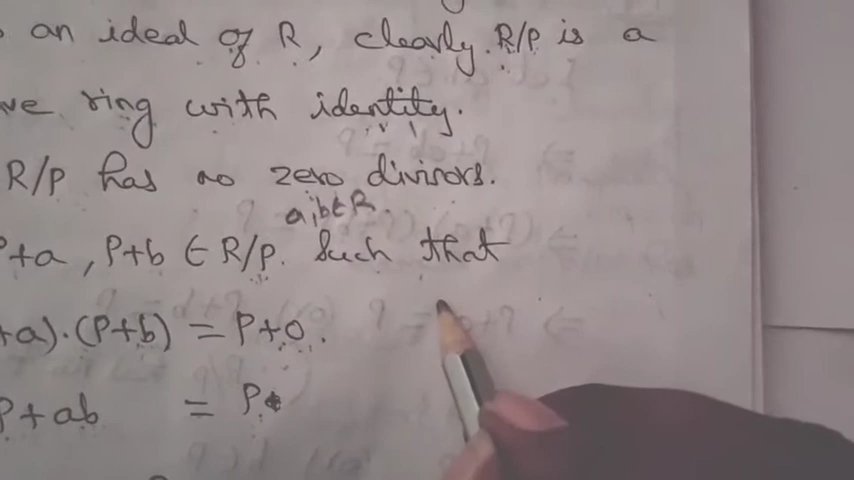 an ideal of R, clearly R/P is a
ve ring with identity.
R/P has no zero divisors.
a,b∈R.
P+a, P+b ∈ R/P. Such that
+a).(P+b) = P+0.
P+ab = P